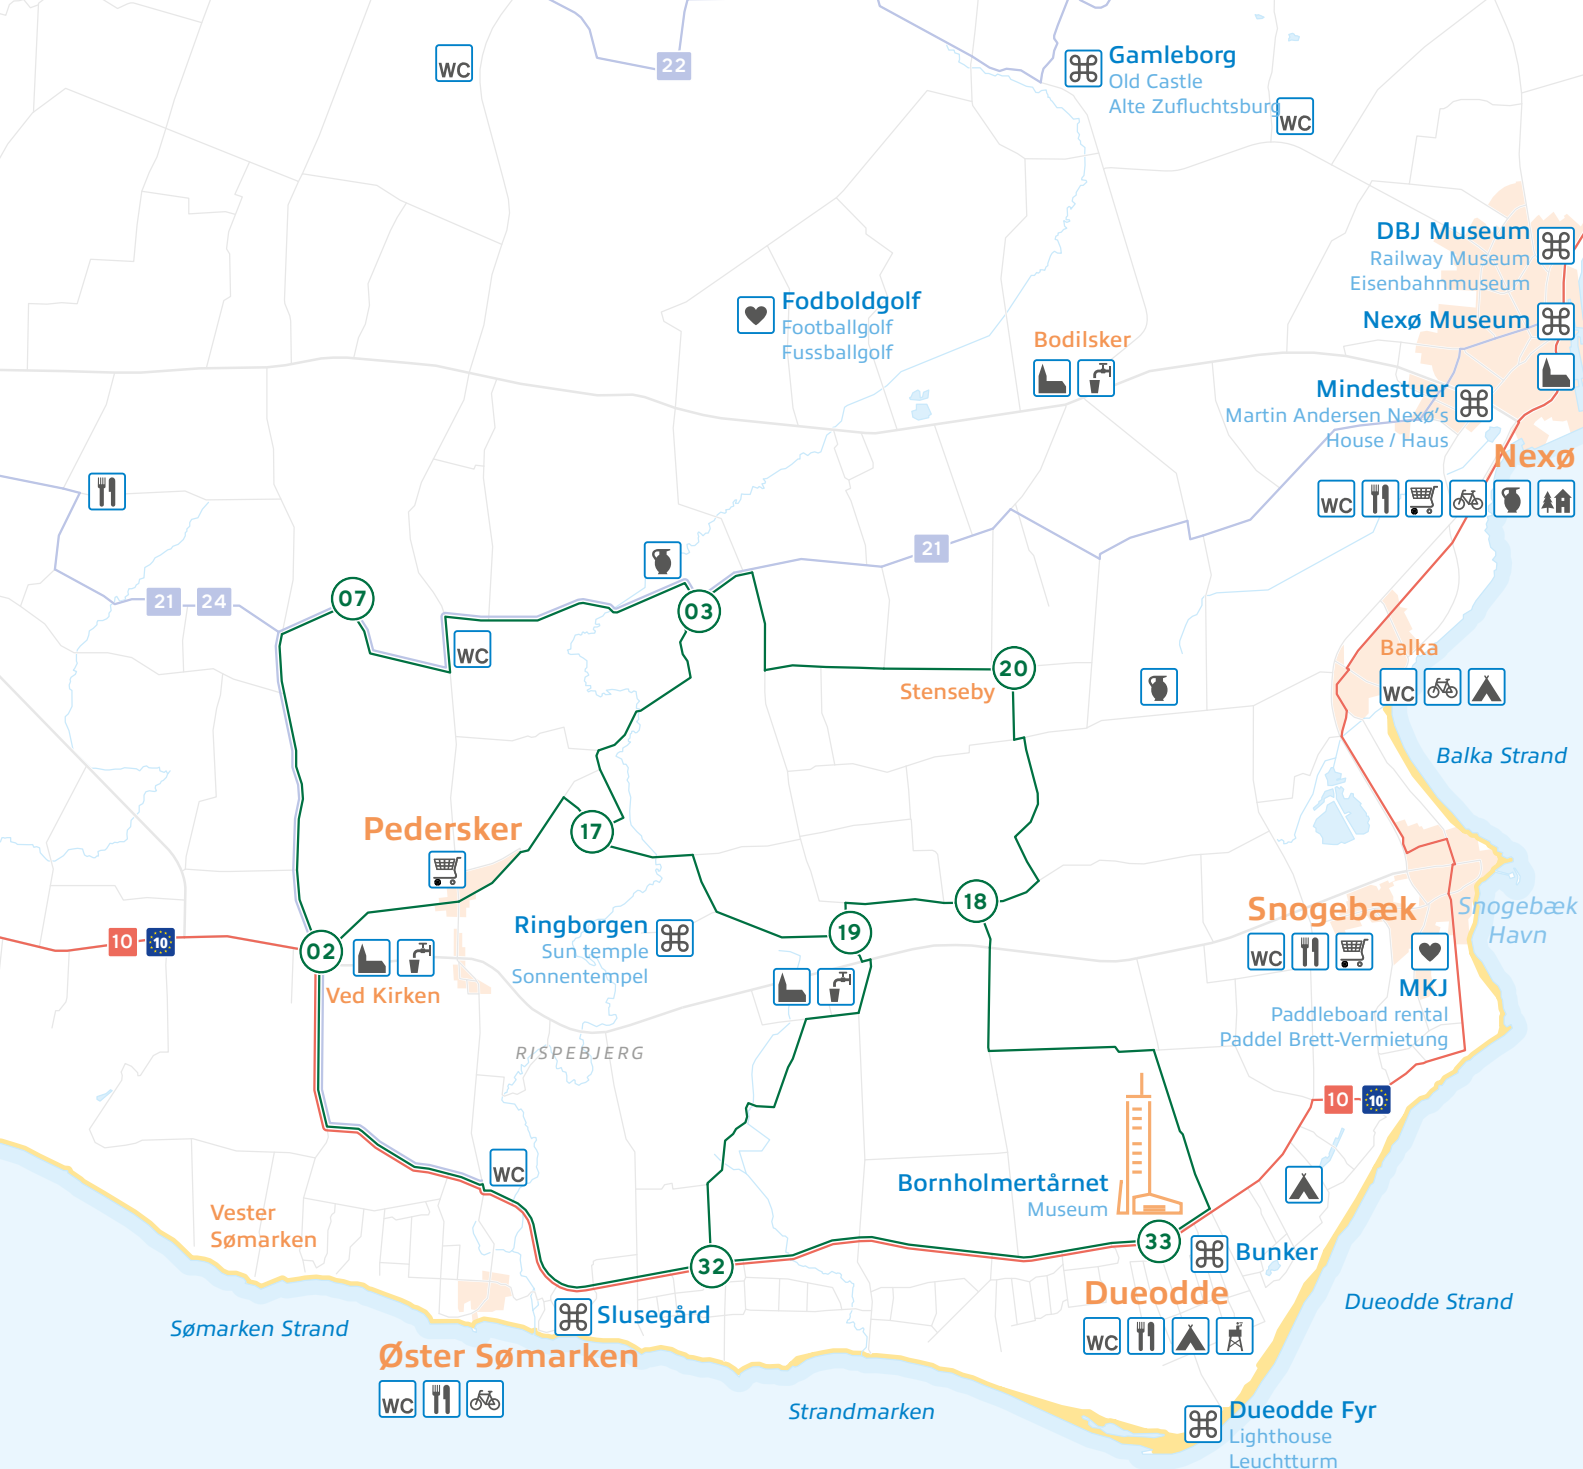 WC
22
Gamleborg
Old Castle
Alte Zufluchtsburg
WC
DBJ Museum
Railway Museum
Eisenbahnmuseum
Nexø Museum
Fodboldgolf
Footballgolf
Fussballgolf
Bodilsker
Mindestuer
Martin Andersen Nexø's
House / Haus
Nexø
WC
21
21
24
07
03
WC
20
Stenseby
Balka
WC
Balka Strand
Pedersker
17
18
19
Snogebæk
Snogebæk
Havn
WC
MKJ
Paddleboard rental
Paddel Brett-Vermietung
Ringborgen
Sun temple
Sonnentempel
10
10
02
Ved Kirken
RISPEBJERG
10
10
WC
Bornholmertårnet
Museum
Vester
Sømarken
33
Bunker
32
Dueodde
WC
Slusegård
Sømarken Strand
Dueodde Strand
Øster Sømarken
WC
Strandmarken
Dueodde Fyr
Lighthouse
Leuchtturm